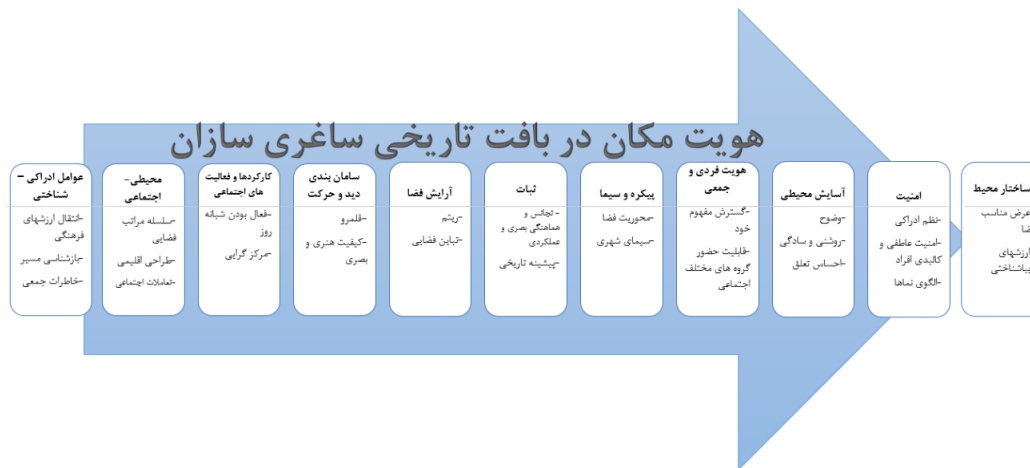 هویت مکان در بافت تاریخی ساغری سازان
ساختار محیط
عرض مناسب
ضا
ارزشهای
یباشناختی
امنیت
-نظم ادراکی
-امنیت عاطفی و
کالبدی افراد
-الگوی نماها
آسایش محیطی
-وضوح
-روشنی و سادگی
-احساس تعلق
هویت فردی و
جمعی
-گسترش مفهوم
خود
-قابلیت حضور
گروه های مختلف
اجتماعی
پیکره و سیما
-محوریت فضا
-سیمای شهری
ثبات
- تجانس و
هماهنگی بصری و
عملکردی
-پیشینه تاریخی
آرایش فضا
-ریتم
-تباین فضایی
سامان بندی
دید و حرکت
-قلمرو
-کیفیت هنری و
بصری
کارکردها و فعالیت
های اجتماعی
-فعال بودن شبانه
روز
-مرکز گرایی
محیطی-
اجتماعی
-سلسله مراتب
فضایی
-طراحی اقلیمی
-تعاملات اجتماعی
عوامل ادراکی –
شناختی
-انتقال ارزشهای
فرهنگی
-بازشناسی مسیر
-خاطرات جمعی